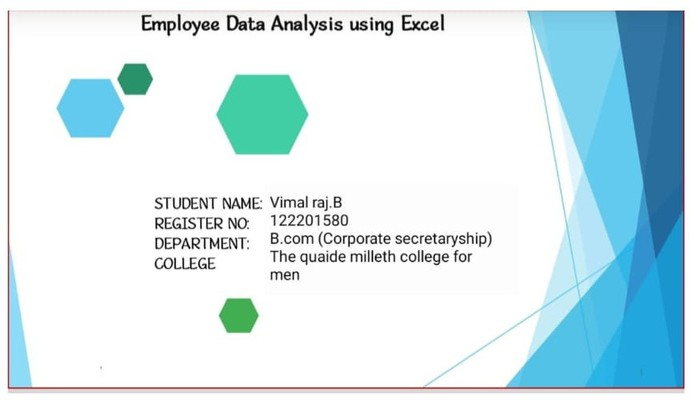 Employee Data Analysis using Excel
STUDENT NAME: Vimal raj.B
REGISTER NO: 122201580
DEPARTMENT: B.com (Corporate secretaryship)
COLLEGE The quaide milleth college for
men